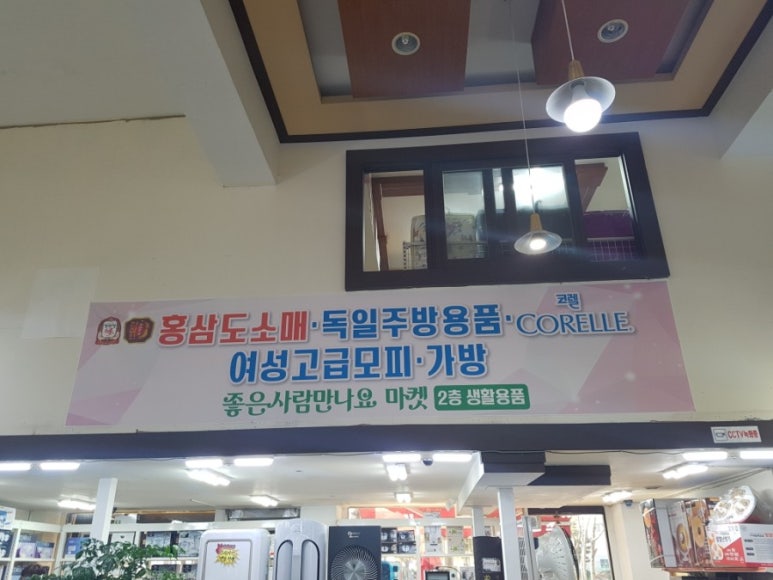 코렐
홍삼도소매·독일주방용품·CORELLE
여성고급모피·가방
좋은사람만나요 마켓 2층 생활용품
CCTV녹화중